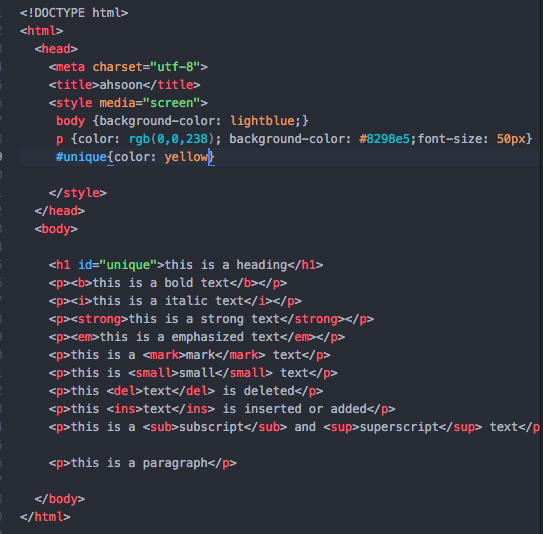 <!DOCTYPE html>
<html>
<head>
<meta charset="utf-8">
<title>ahsoon</title>
<style media="screen">
body {background-color: lightblue;}
p {color: rgb(0,0,238); background-color: #8298e5;font-size: 50px}
#unique{color: yellow}
</style>
</head>
<body>
<h1 id="unique">this is a heading</h1>
<p><b>this is a bold text</b></p>
<p><i>this is a italic text</i></p>
<p><strong>this is a strong text</strong></p>
<p><em>this is a emphasized text</em></p>
<p>this is a <mark>mark</mark> text</p>
<p>this is <small>small</small> text</p>
<p>this <del>text</del> is deleted</p>
<p>this <ins>text</ins> is inserted or added</p>
<p>this is a <sub>subscript</sub> and <sup>superscript</sup> text</p
<p>this is a paragraph</p>
</body>
</html>